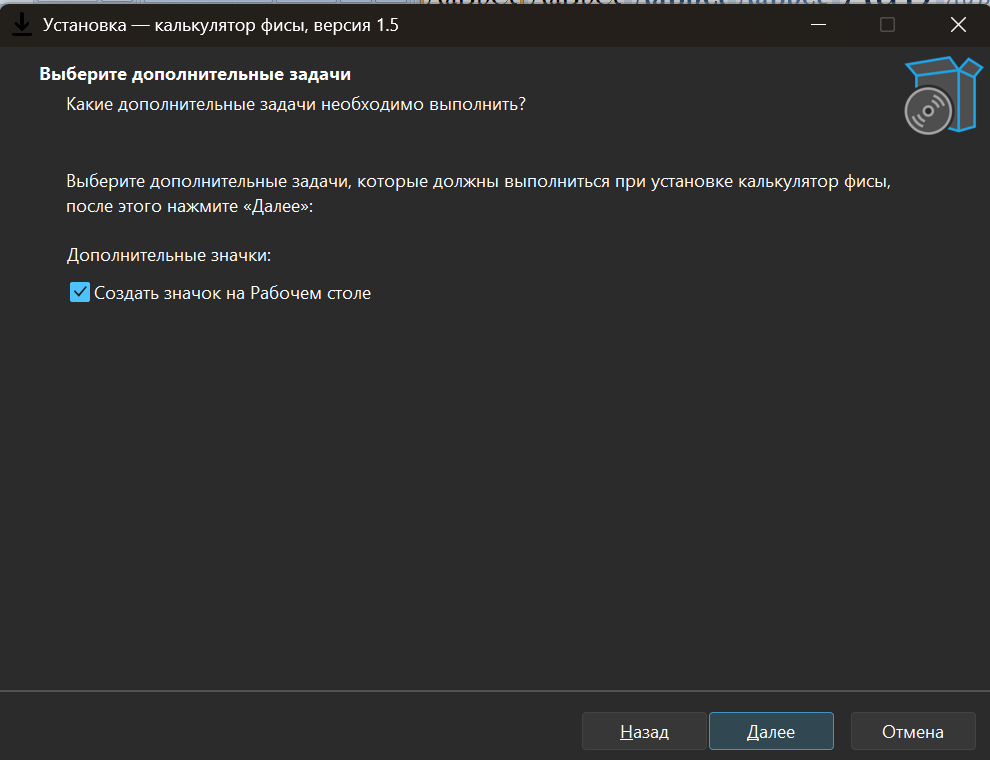 Установка — калькулятор фисы, версия 1.5
Выберите дополнительные задачи
Какие дополнительные задачи необходимо выполнить?
Выберите дополнительные задачи, которые должны выполниться при установке калькулятор фисы,
после этого нажмите «Далее»:
Дополнительные значки:
Создать значок на Рабочем столе
Назад
Далее
Отмена